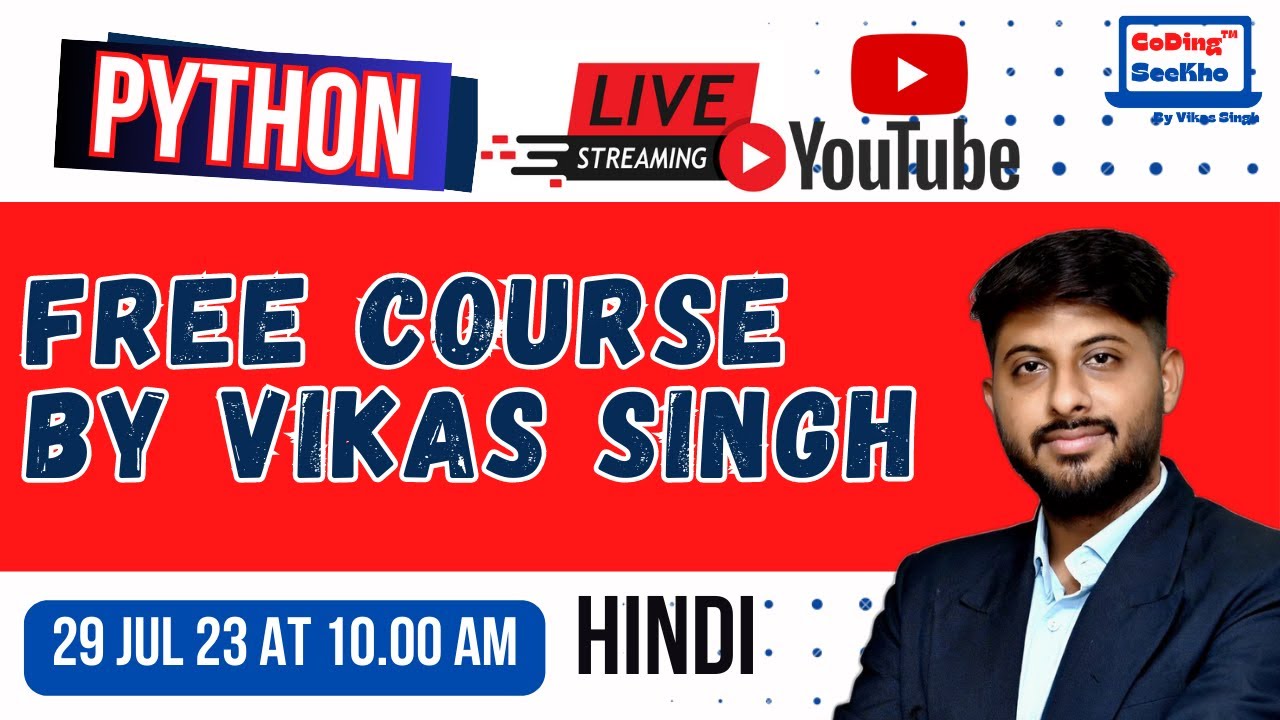 PYTHON
LIVE
STREAMING
YouTube
CoDing™
SeeKho
By Vikas Singh
FREE COURSE
BY VIKAS SINGH
29 JUL 23 AT 10.00 AM
HINDI